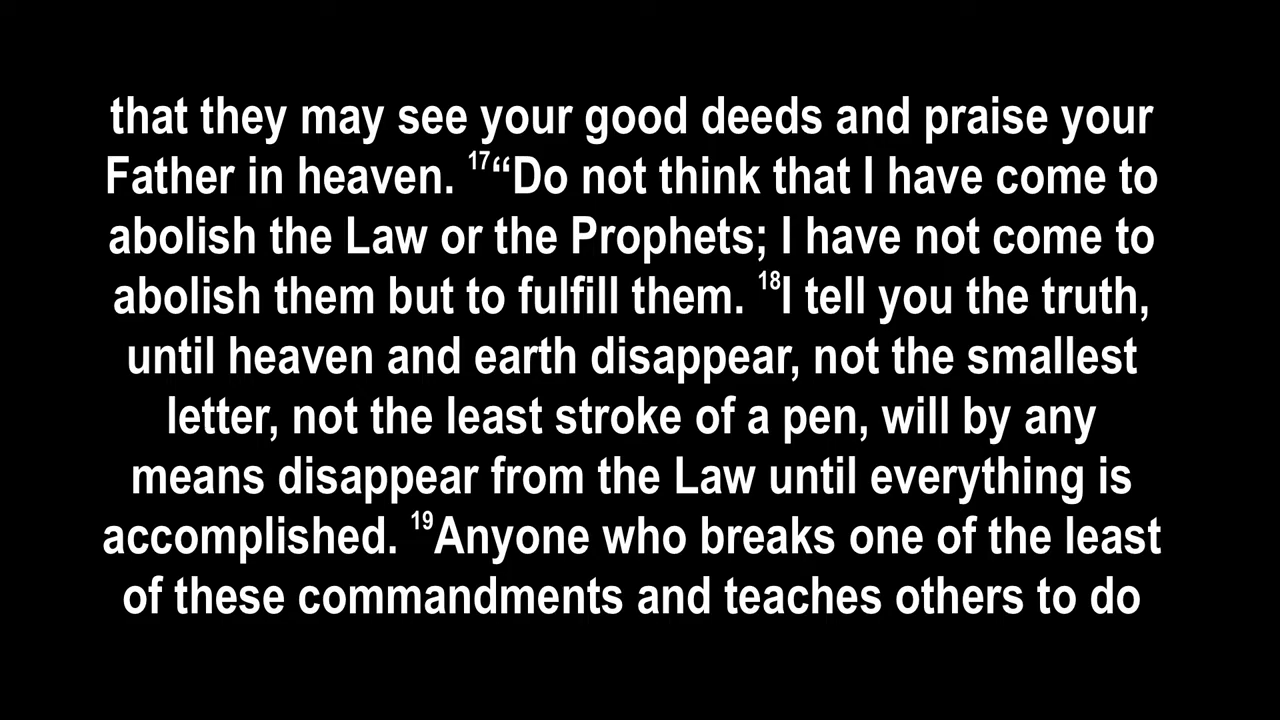 that they may see your good deeds and praise your
Father in heaven. 17“Do not think that I have come to
abolish the Law or the Prophets; I have not come to
abolish them but to fulfill them. 18I tell you the truth,
until heaven and earth disappear, not the smallest
letter, not the least stroke of a pen, will by any
means disappear from the Law until everything is
accomplished. 19Anyone who breaks one of the least
of these commandments and teaches others to do